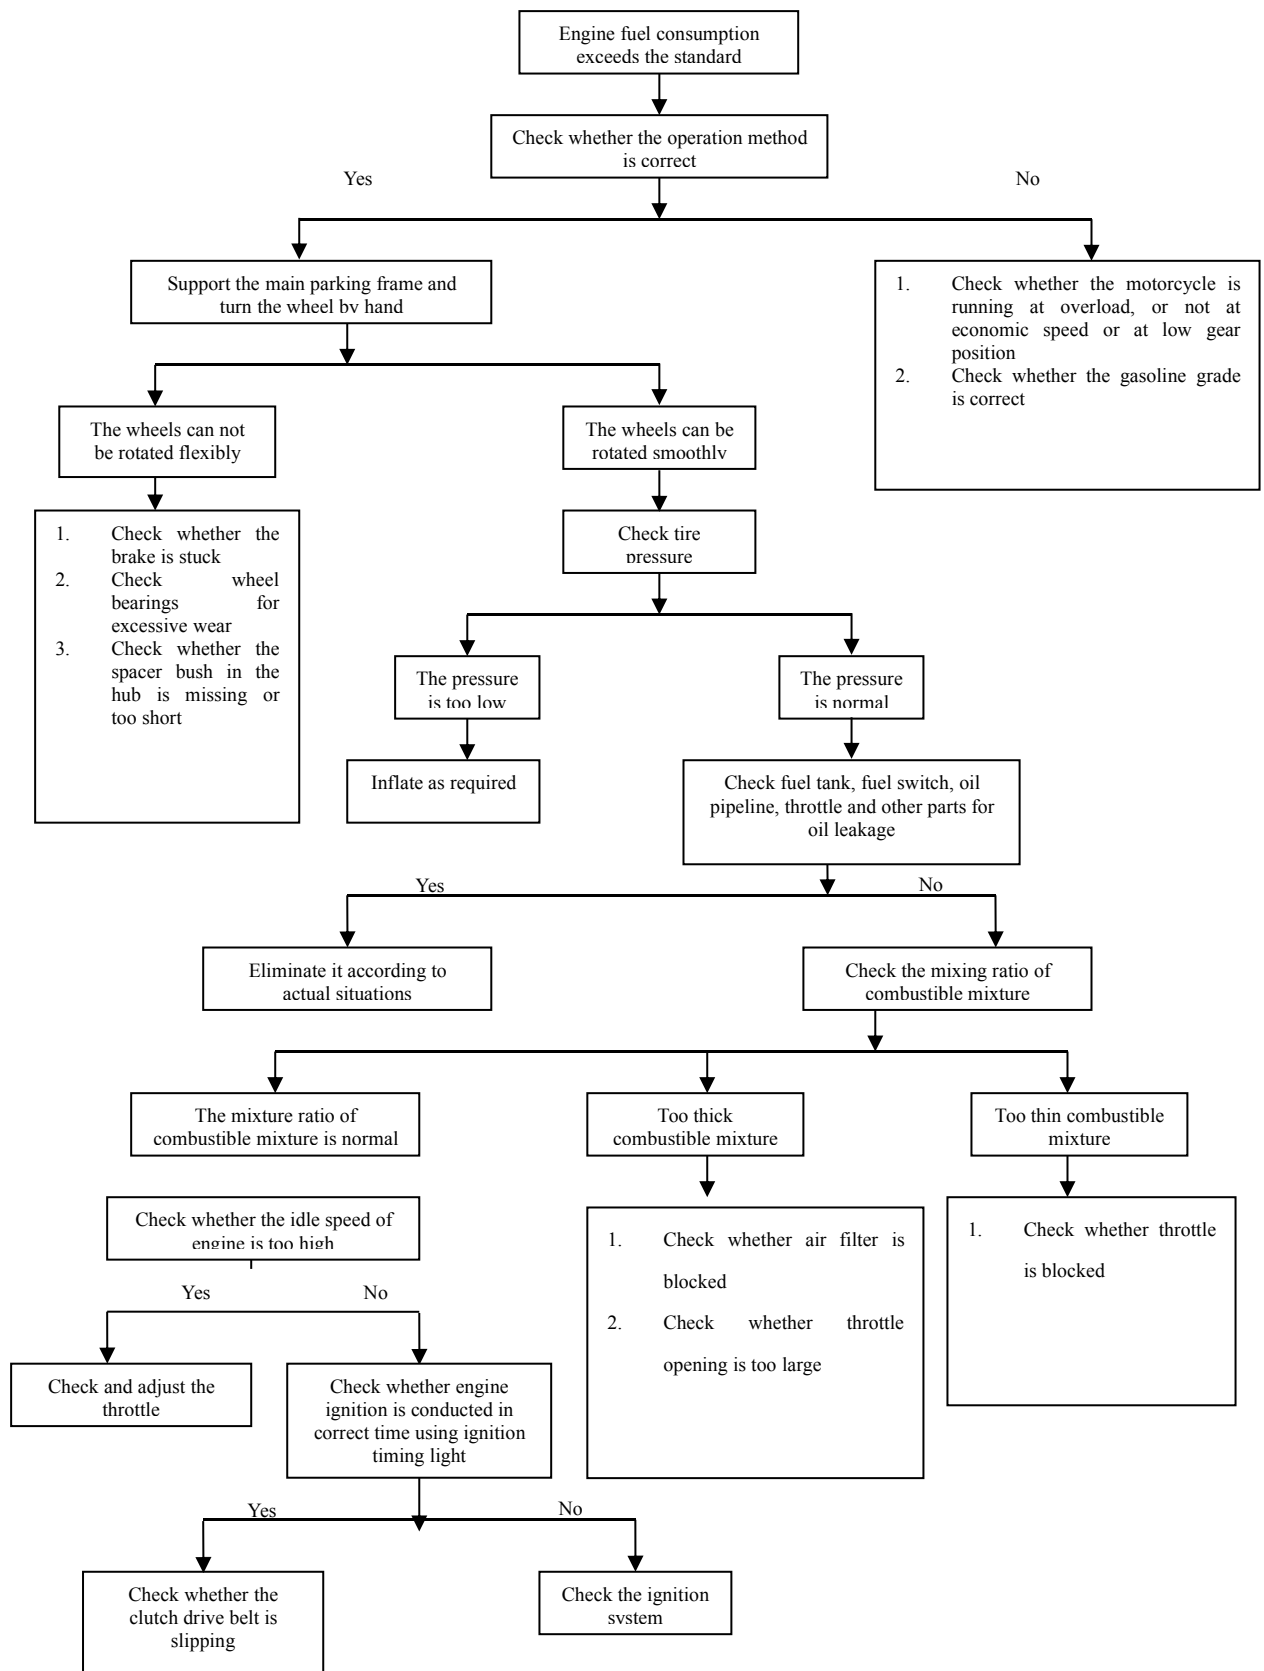 Engine fuel consumption
exceeds the standard
Check whether the operation method
is correct
Yes
No
Support the main parking frame and
turn the wheel by hand
1. Check whether the motorcycle is
running at overload, or not at
economic speed or at low gear
position
2. Check whether the gasoline grade
is correct
The wheels can not
be rotated flexibly
The wheels can be
rotated smoothly
1. Check whether the
brake is stuck
2. Check wheel
bearings for
excessive wear
3. Check whether the
spacer bush in the
hub is missing or
too short
Check tire
pressure
The pressure
is too low
The pressure
is normal
Inflate as required
Check fuel tank, fuel switch, oil
pipeline, throttle and other parts for
oil leakage
Yes
No
Eliminate it according to
actual situations
Check the mixing ratio of
combustible mixture
The mixture ratio of
combustible mixture is normal
Too thick
combustible mixture
Too thin combustible
mixture
Check whether the idle speed of
engine is too high
1. Check whether air filter is
blocked
2. Check whether throttle
opening is too large
1. Check whether throttle
is blocked
Yes
No
Check and adjust the
throttle
Check whether engine
ignition is conducted in
correct time using ignition
timing light
Yes
No
Check whether the
clutch drive belt is
slipping
Check the ignition
system